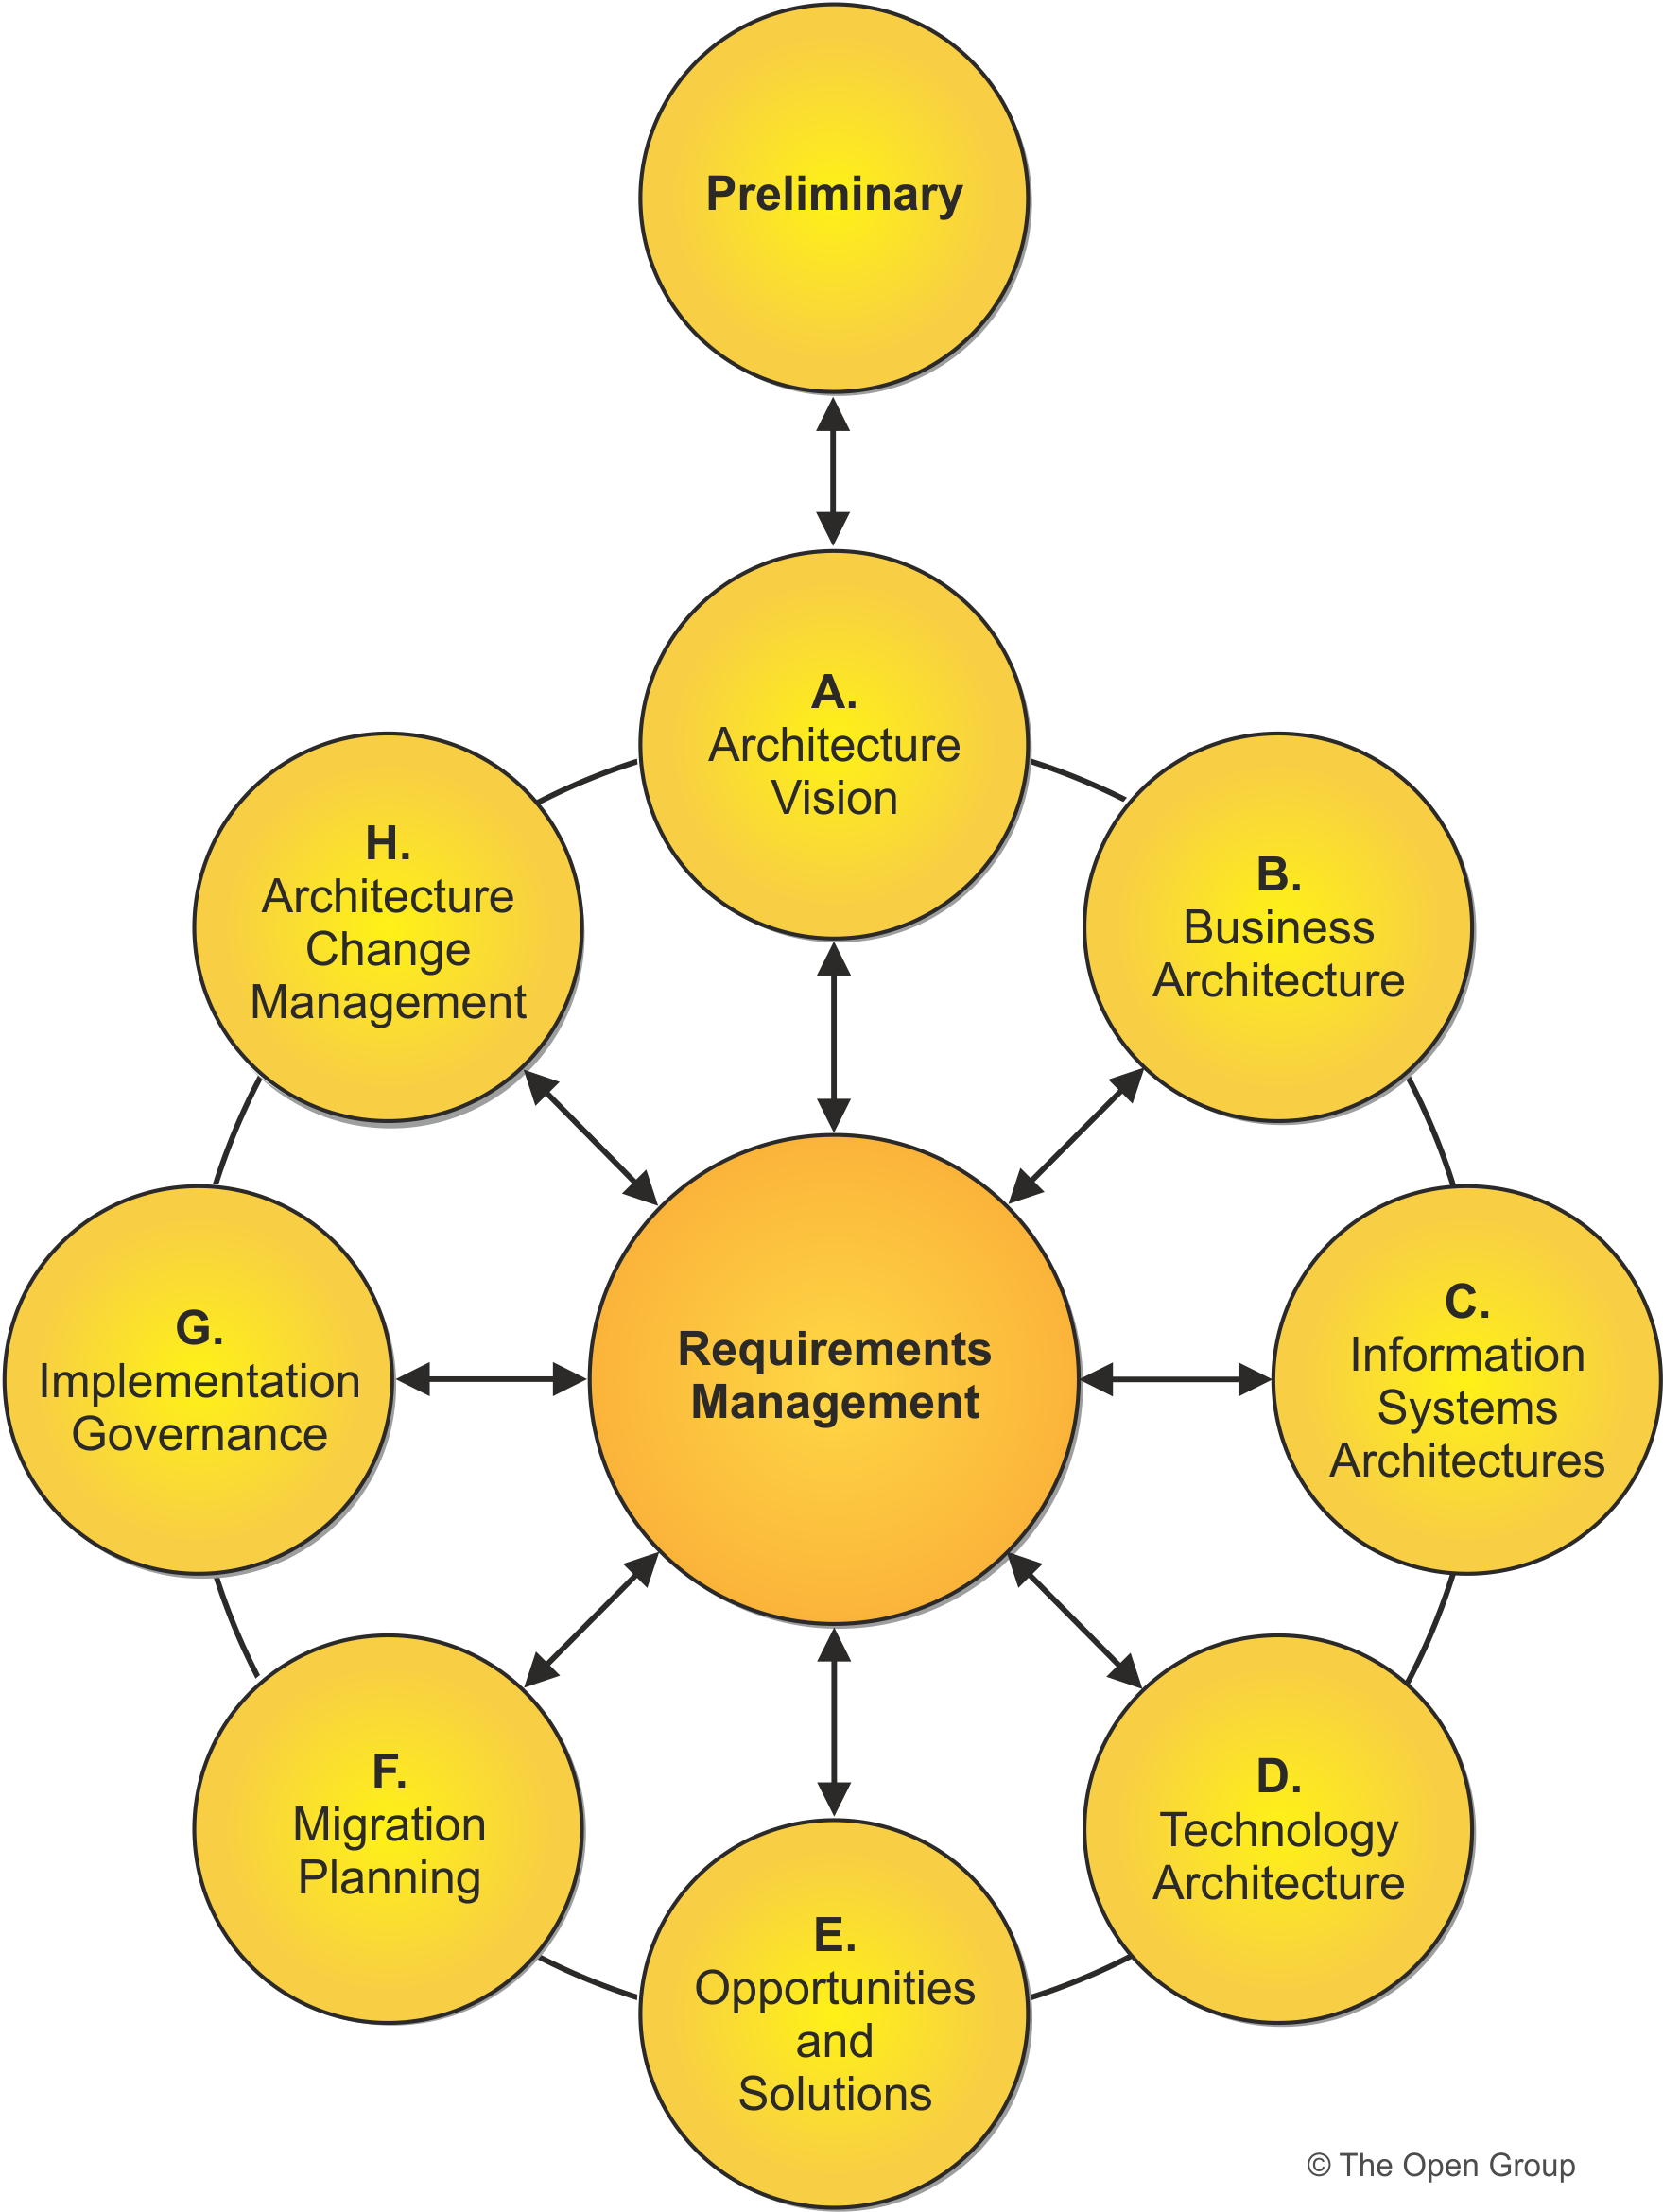 Preliminary
A.
Architecture
Vision
B.
Business
Architecture
C.
Information
Systems
Architectures
D.
Technology
Architecture
E.
Opportunities
and
Solutions
F.
Migration
Planning
G.
Implementation
Governance
H.
Architecture
Change
Management
Requirements
Management
© The Open Group